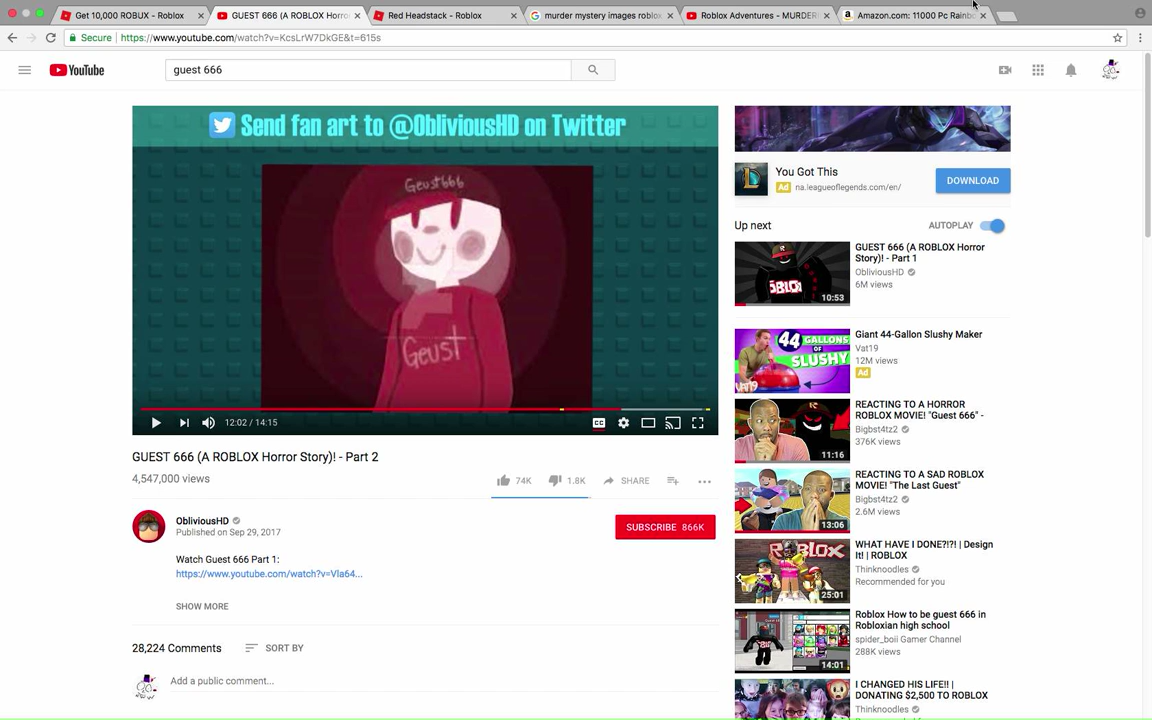 Get 10,000 ROBUX - Roblox
GUEST 666 (A ROBLOX Horror
Red Headstack - Roblox
murder mystery images roblox
Roblox Adventures - MURDER
Amazon.com: 11000 Pc Rainbo
Secure
https://www.youtube.com/watch?v=KcsLrW7DkGE&t=615s
YouTube
guest 666
Send fan art to @ObliviousHD on Twitter
Geust666
Geust
12:02 / 14:15
CC
GUEST 666 (A ROBLOX Horror Story)! - Part 2
4,547,000 views
74K
1.8K
SHARE
ObliviousHD
Published on Sep 29, 2017
SUBSCRIBE 866K
Watch Guest 666 Part 1:
https://www.youtube.com/watch?v=Vla64...
SHOW MORE
28,224 Comments
SORT BY
Add a public comment...
You Got This
Ad
na.leagueoflegends.com/en/
DOWNLOAD
Up next
AUTOPLAY
10:53
GUEST 666 (A ROBLOX Horror
Story)! - Part 1
ObliviousHD
6M views
44
GALLONS
OF
SLUSHY
VAT19
Giant 44-Gallon Slushy Maker
Vat19
12M views
Ad
11:16
REACTING TO A HORROR
ROBLOX MOVIE! "Guest 666" -
Bigbst4tz2
376K views
13:06
REACTING TO A SAD ROBLOX
MOVIE! "The Last Guest"
Bigbst4tz2
2.6M views
ROBLOX
25:01
WHAT HAVE I DONE?!?! | Design
It! | ROBLOX
Thinknoodles
Recommended for you
14:01
Roblox How to be guest 666 in
Robloxian high school
spider_boii Gamer Channel
288K views
I CHANGED HIS LIFE!! |
DONATING $2,500 TO ROBLOX
Thinknoodles